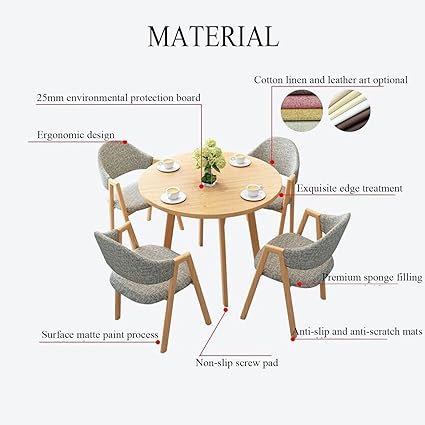 MATERIAL
Cotton linen and leather art optional
25mm environmental protection board
Ergonomic design
Exquisite edge treatment
Premium sponge filling
Surface matte paint process
Anti-slip and anti-scratch mats
Non-slip screw pad